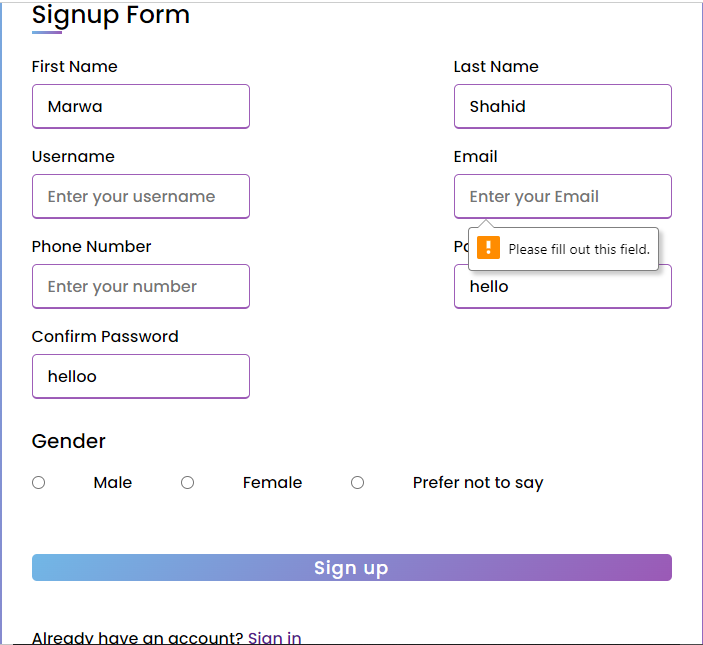 Signup Form
First Name Last Name
Marwa Shahid
Username Email
Enter your username Enter your Email
Please fill out this field.
Phone Number
Enter your number hello
Confirm Password
helloo
Gender
Male Female Prefer not to say
Sign up
Already have an account? Sign in